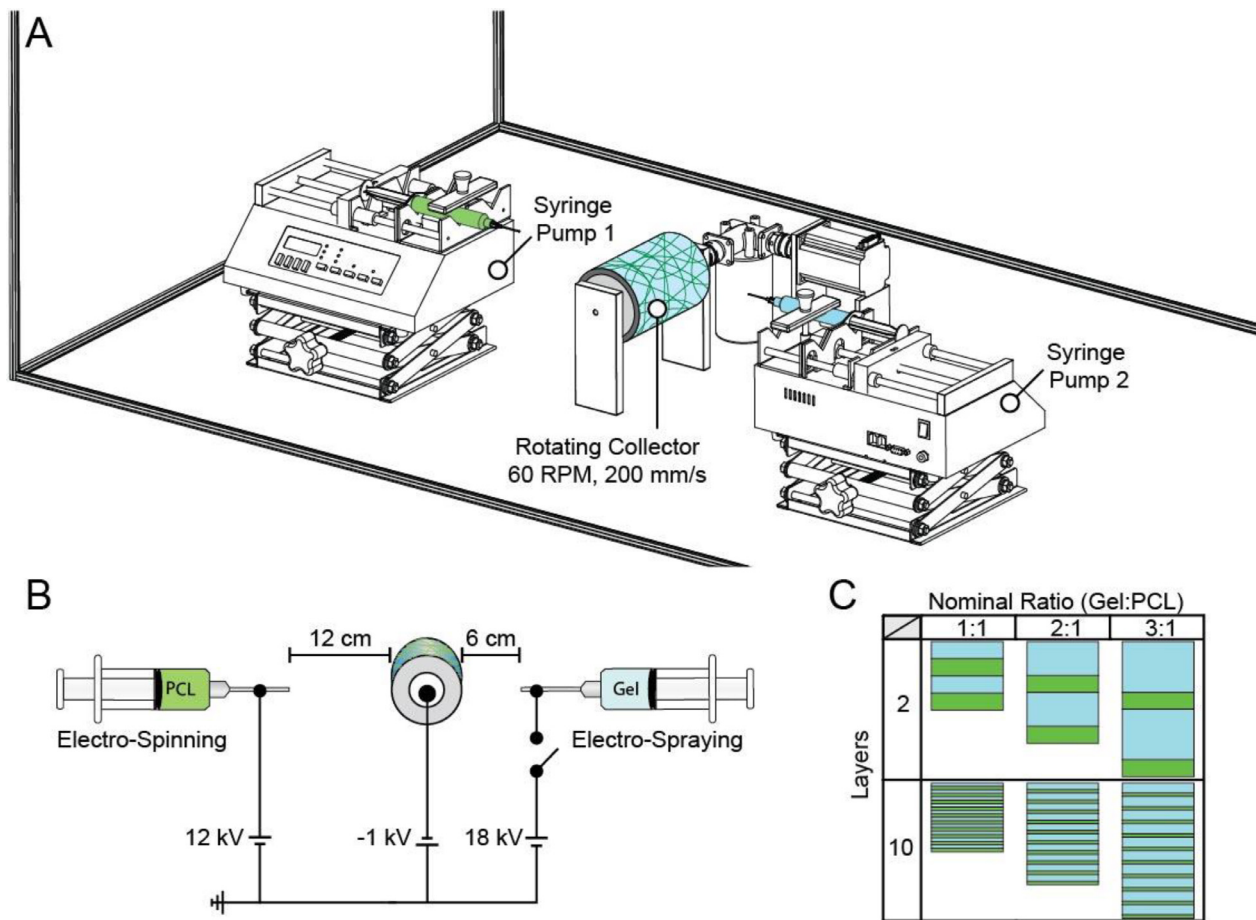 A
Syringe
Pump 1
Syringe
Pump 2
Rotating Collector
60 RPM, 200 mm/s
B
12 cm
6 cm
PCL
Gel
Electro-Spinning
Electro-Spraying
12 kV
-1 kV
18 kV
C
Nominal Ratio (Gel:PCL)
1:1
2:1
3:1
Layers
2
10